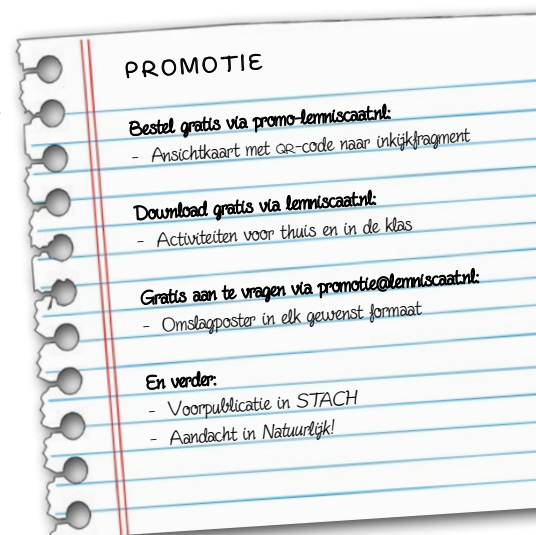 PROMOTIE
Bestel gratis via promo-lemniscaat.nl:
- Ansichtkaart met QR-code naar inkijkfragment
Download gratis via lemniscaat.nl:
- Activiteiten voor thuis en in de klas
Gratis aan te vragen via promotie@lemniscaat.nl:
- Omslagposter in elk gewenst formaat
En verder:
- Voorpublicatie in STACH
- Aandacht in Natuurlijk!